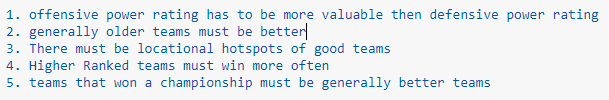 1. offensive power rating has to be more valuable then defensive power rating
2. generally older teams must be better
3. There must be locational hotspots of good teams
4. Higher Ranked teams must win more often
5. teams that won a championship must be generally better teams